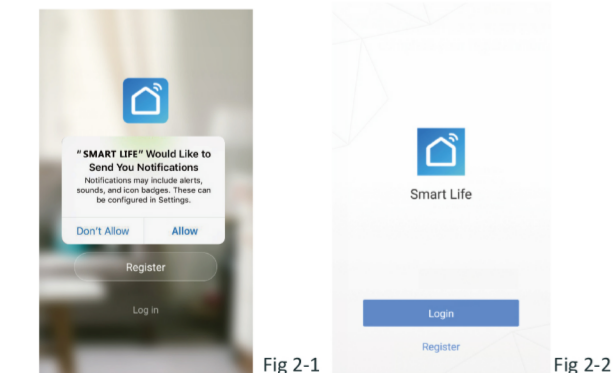 "SMART LIFE" Would Like to
Send You Notifications
Notifications may include alerts,
sounds, and icon badges. These can
be configured in Settings.
Don't Allow
Allow
Register
Log in
Fig 2-1
Smart Life
Login
Register
Fig 2-2